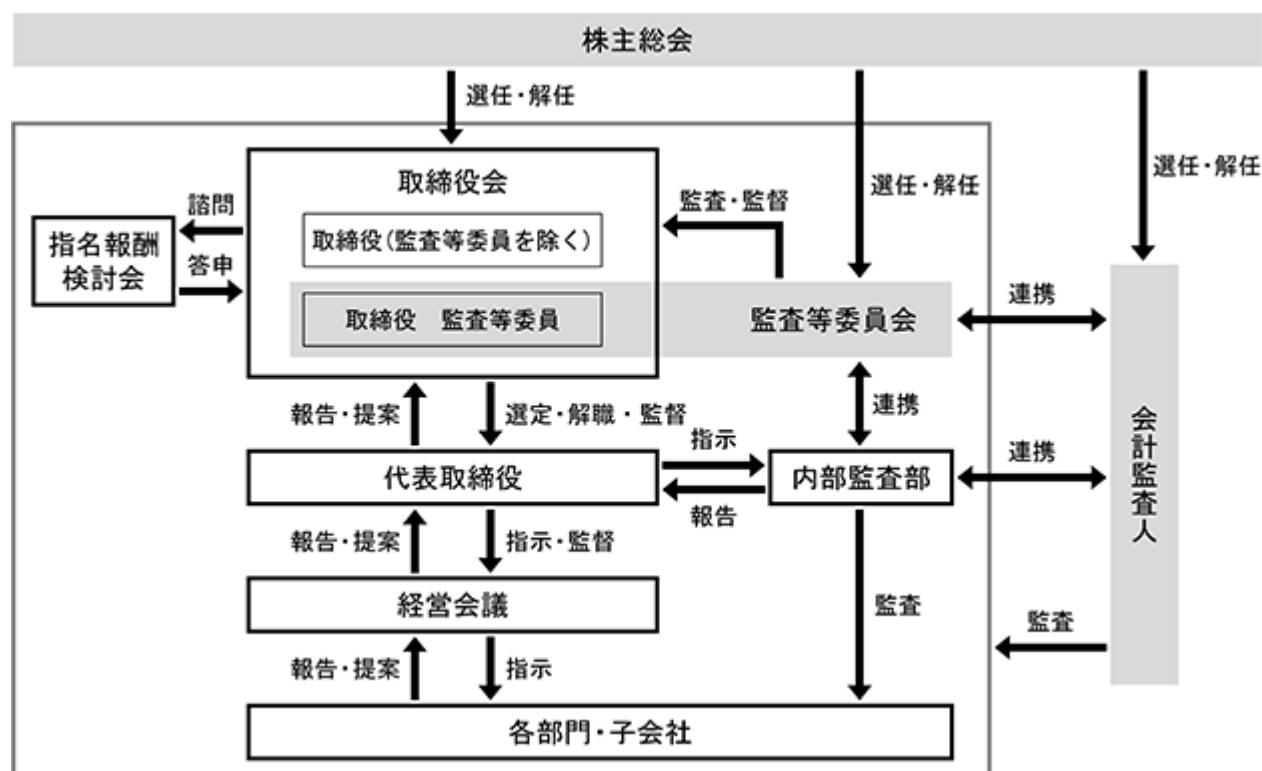 株主総会
選任・解任
選任・解任
選任・解任
取締役会
取締役(監査等委員を除く)
取締役　監査等委員
監査・監督
監査等委員会
諮問
指名報酬
検討会
答申
連携
報告・提案
選定・解職・監督
連携
指示
代表取締役
内部監査部
連携
報告
会計監査人
報告・提案
指示・監督
経営会議
監査
監査
報告・提案
指示
各部門・子会社